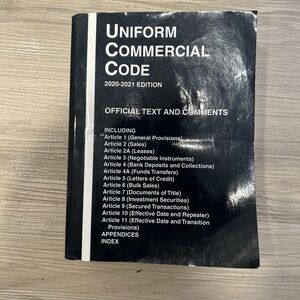 UNIFORM
COMMERCIAL
CODE
2020-2021 EDITION
OFFICIAL TEXT AND COMMENTS
INCLUDING
Article 1 (General Provisions)
Article 2 (Sales)
Article 2A (Leases)
Article 3 (Negotiable Instruments)
Article 4 (Bank Deposits and Collections)
Article 4A (Funds Transfers)
Article 5 (Letters of Credit)
Article 6 (Bulk Sales)
Article 7 (Documents of Title)
Article 8 (Investment Securities)
Article 9 (Secured Transactions)
Article 10 (Effective Date and Repealer)
Article 11 (Effective Date and Transition
Provisions)
APPENDICES
INDEX